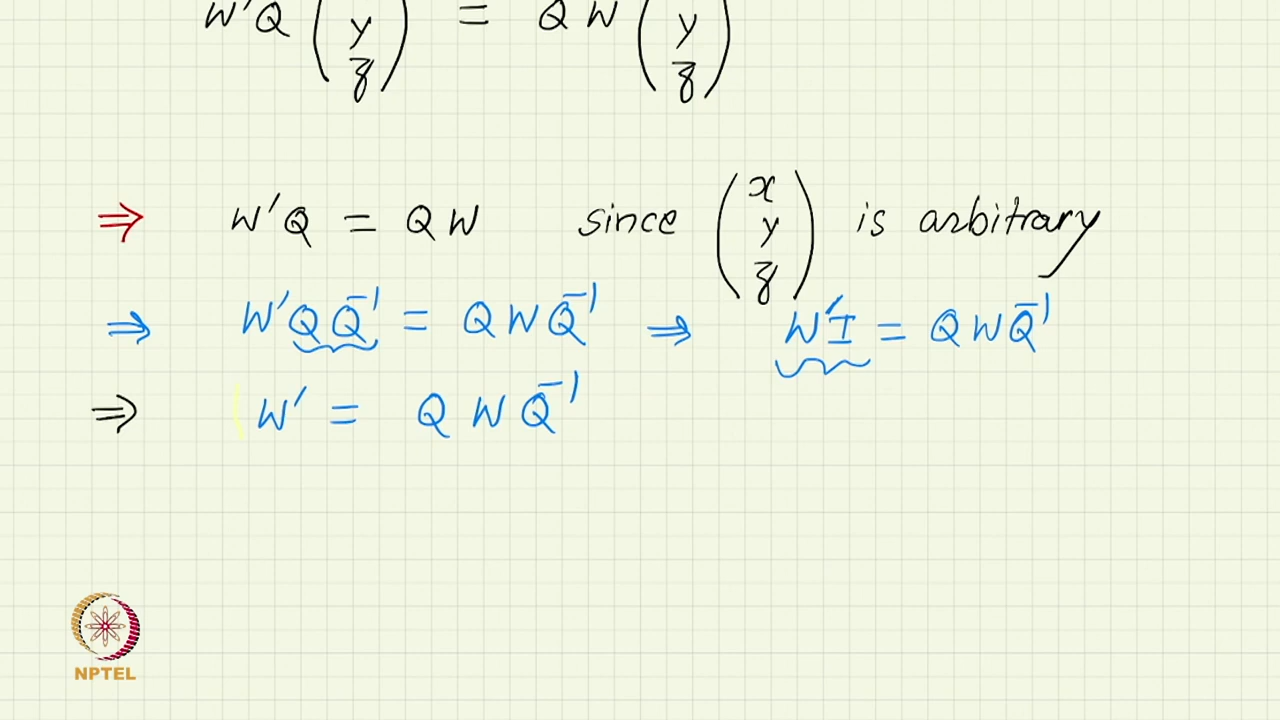 W'Q ( y ) = QW ( y )
z z
x
⇒ W'Q = QW since ( y ) is arbitrary
z
⇒ W'QQ⁻¹ = QWQ⁻¹ ⇒ W'I = QWQ⁻¹
⇒ W' = QWQ⁻¹
NPTEL